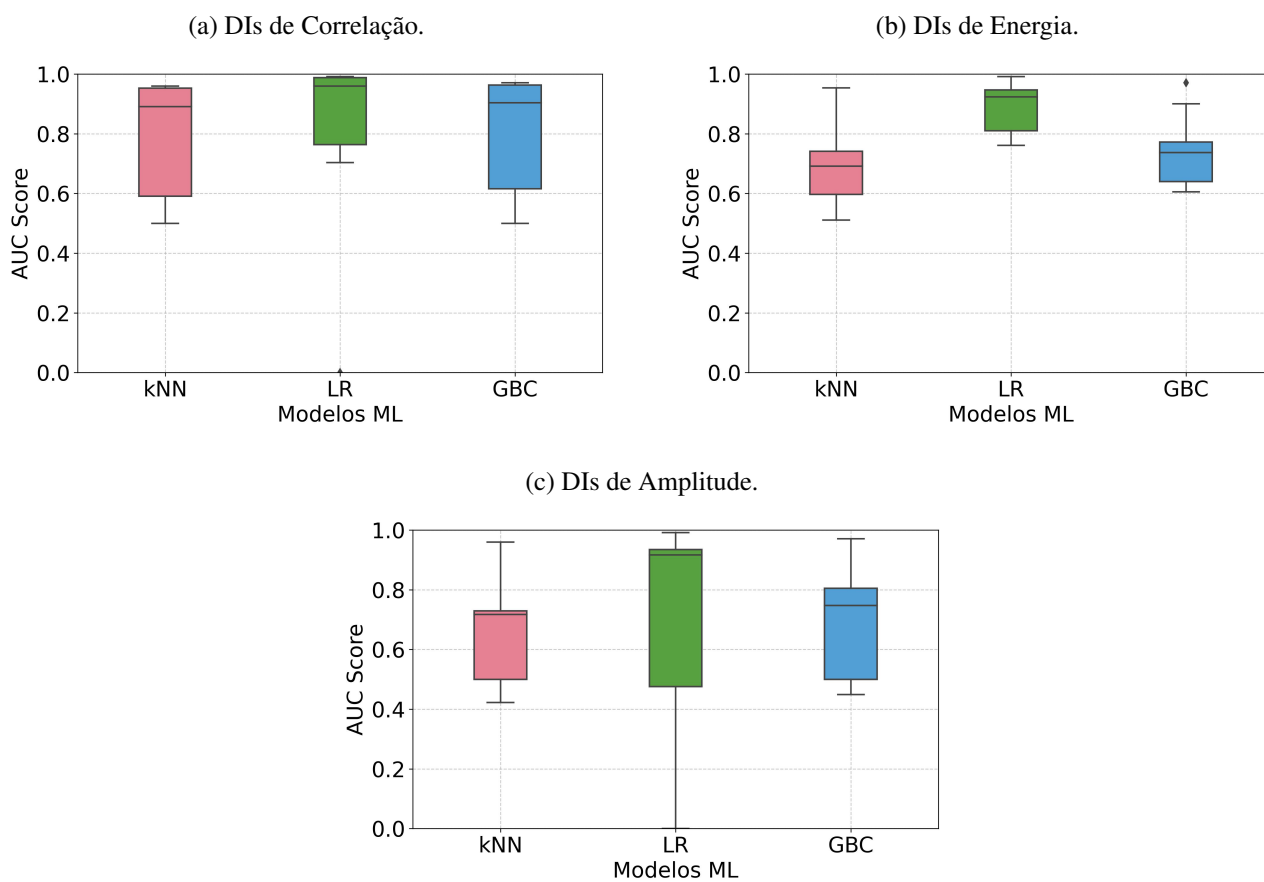 (a) DIs de Correlação.
1.0
0.8
0.6
0.4
0.2
0.0
AUC Score
kNN LR GBC
Modelos ML
(b) DIs de Energia.
1.0
0.8
0.6
0.4
0.2
0.0
AUC Score
kNN LR GBC
Modelos ML
(c) DIs de Amplitude.
1.0
0.8
0.6
0.4
0.2
0.0
AUC Score
kNN LR GBC
Modelos ML